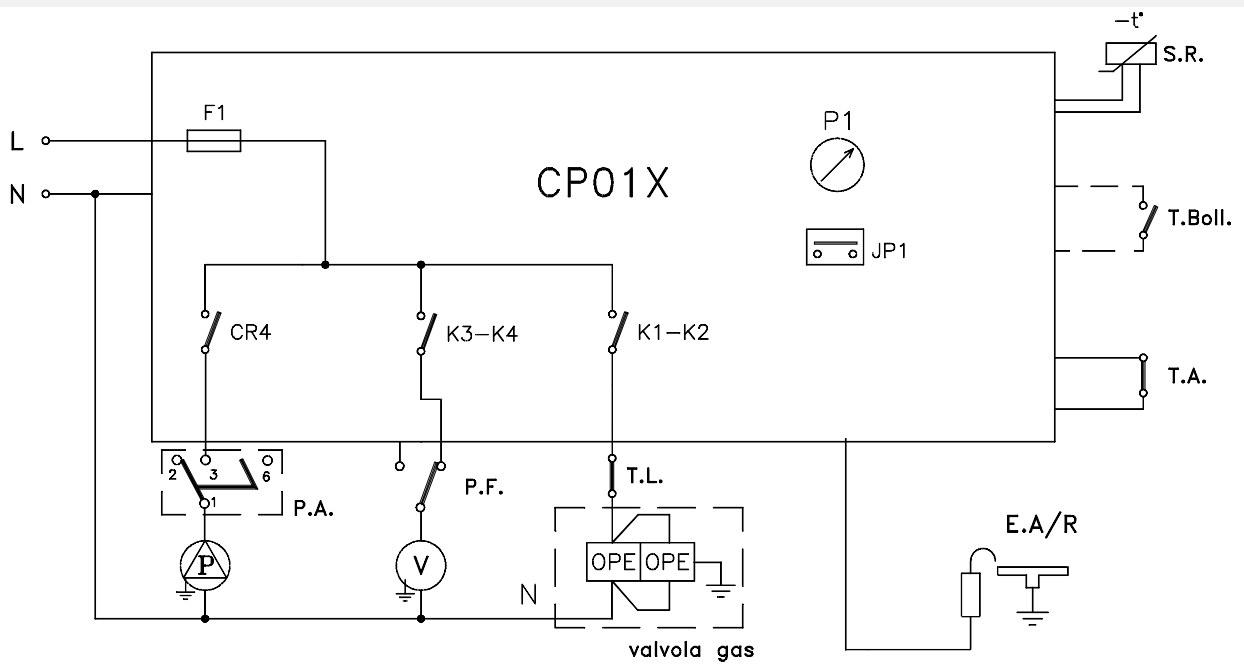 −t°
S.R.
F1
L
P1
N
CP01X
T.Boll.
JP1
CR4
K3−K4
K1−K2
T.A.
2
3
6
1
P.A.
P.F.
T.L.
E.A/R
P
V
OPE
OPE
N
valvola gas